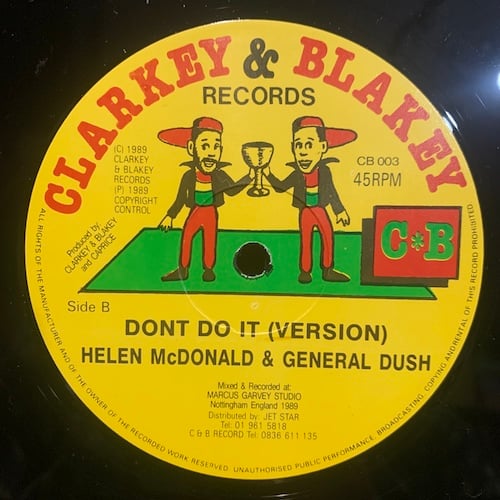 CLARKEY & BLAKEY
RECORDS
(C) 1989
CLARKEY
& BLAKEY
RECORDS
(P) 1989
COPYRIGHT
CONTROL
CB 003
45RPM
Produced by
CLARKEY & BLAKEY
and CAPRICE
C*B
Side B
DONT DO IT (VERSION)
HELEN McDONALD & GENERAL DUSH
Mixed & Recorded at:
MARCUS GARVEY STUDIO
Nottingham England 1989
Distributed by: JET STAR
Tel: 01 961 5818
C & B RECORD Tel: 0836 611 135
ALL RIGHTS OF THE MANUFACTURER AND OF THE OWNER OF THE RECORDED WORK RESERVED. UNAUTHORISED PUBLIC PERFORMANCE, BROADCASTING, COPYING AND RENTAL OF THIS RECORD PROHIBITED